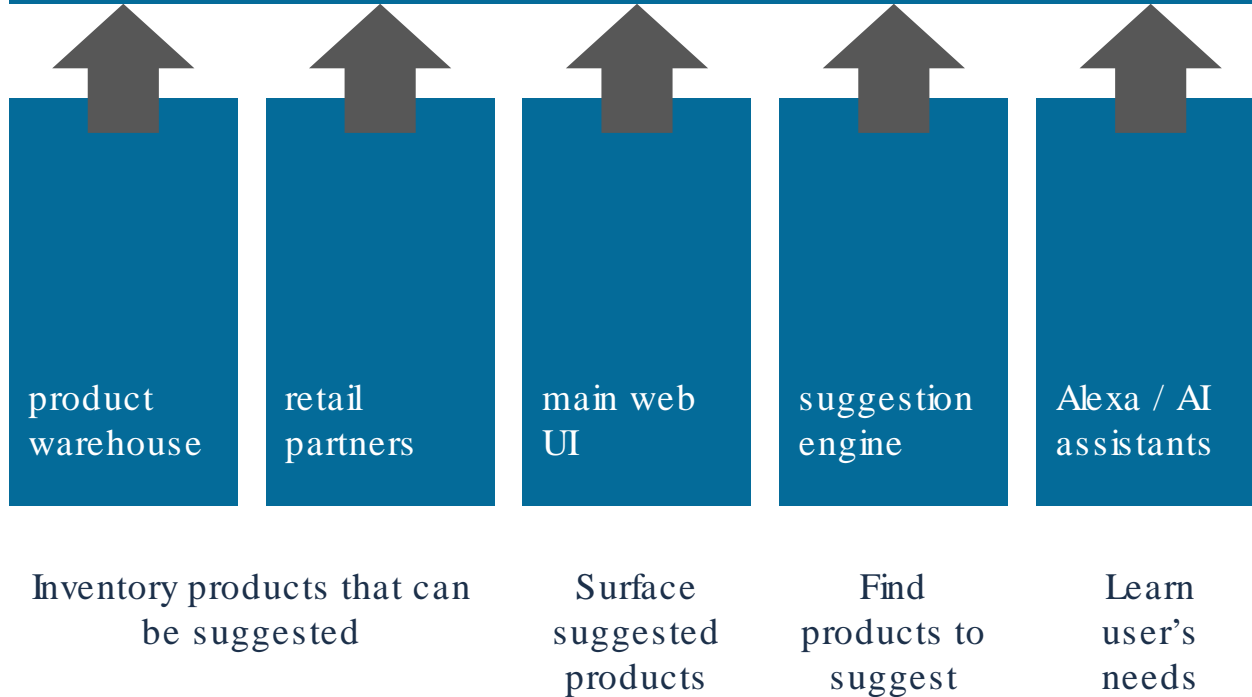 product
warehouse
retail
partners
main web
UI
suggestion
engine
Alexa / AI
assistants
Inventory products that can
be suggested
Surface
suggested
products
Find
products to
suggest
Learn
user’s
needs